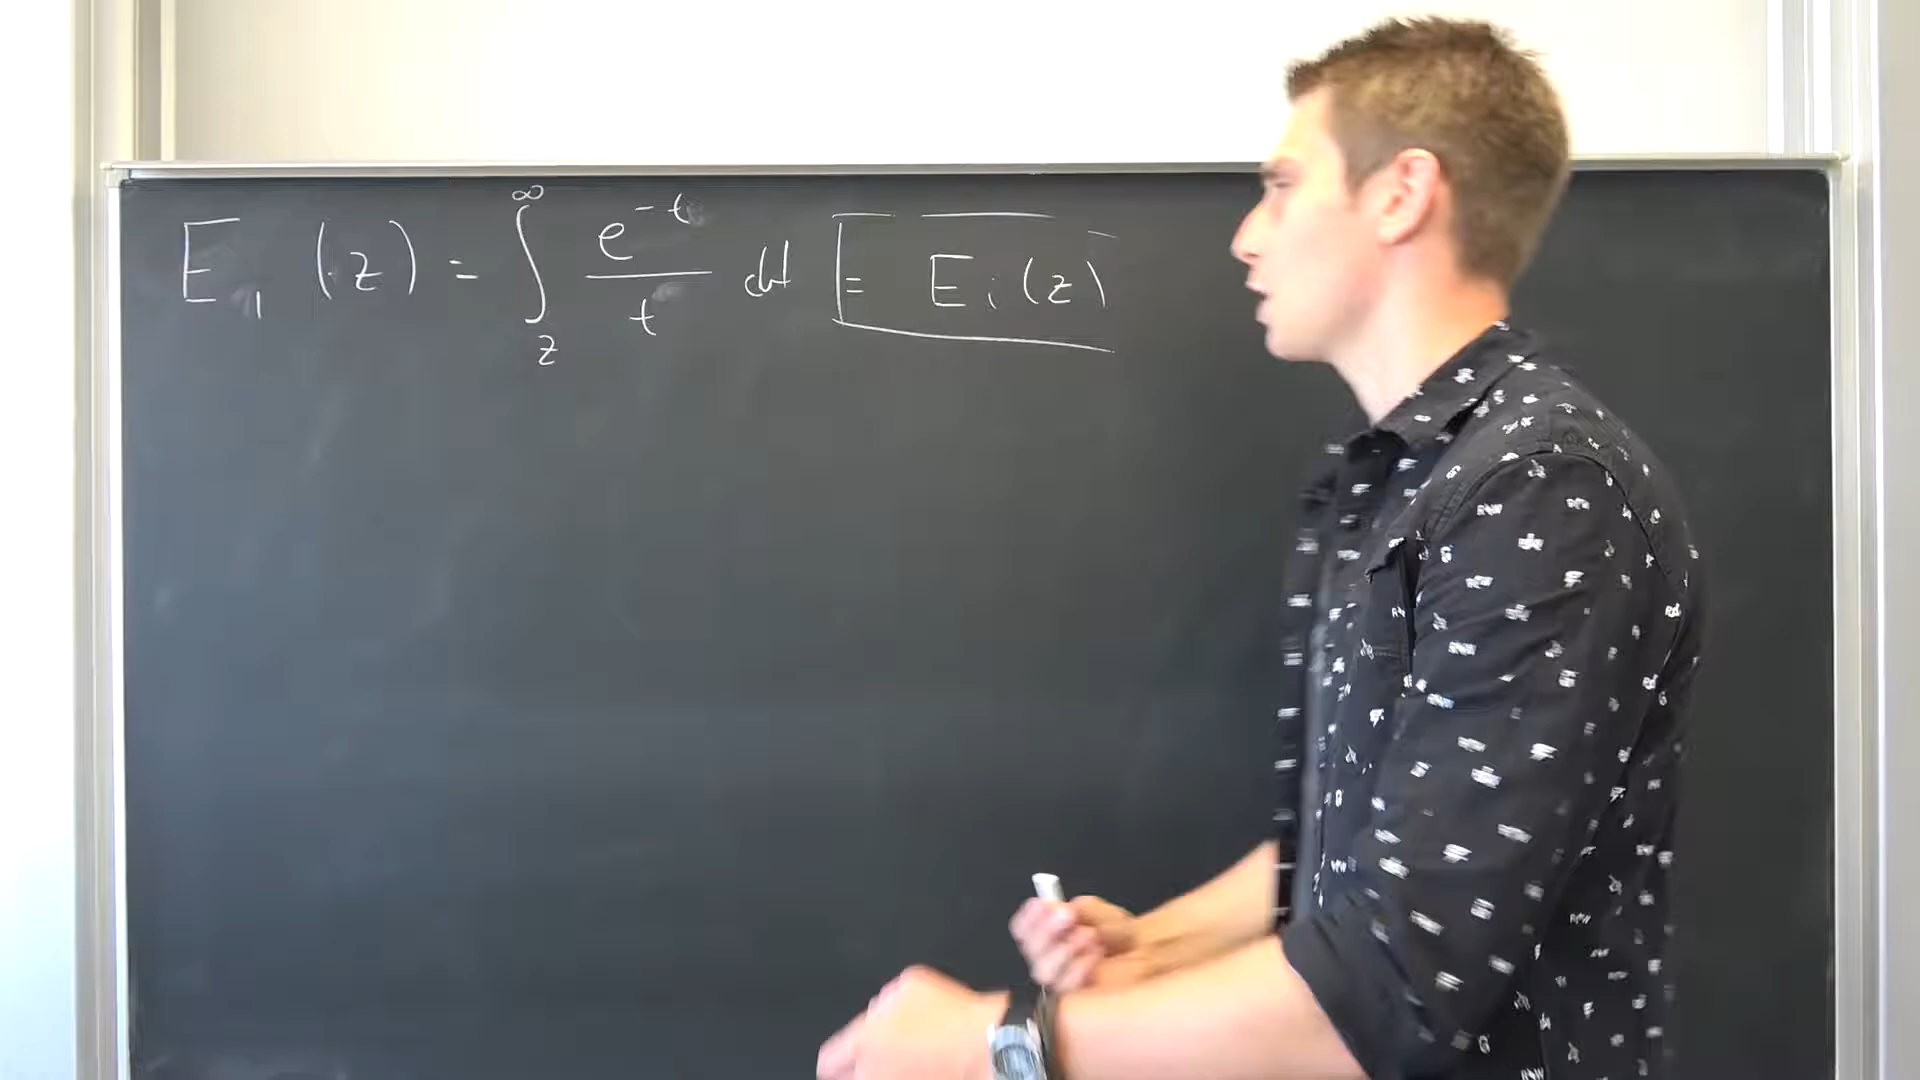 E₁ (z) = ∫_z^∞ e^{-t}/t dt = Ei(z)